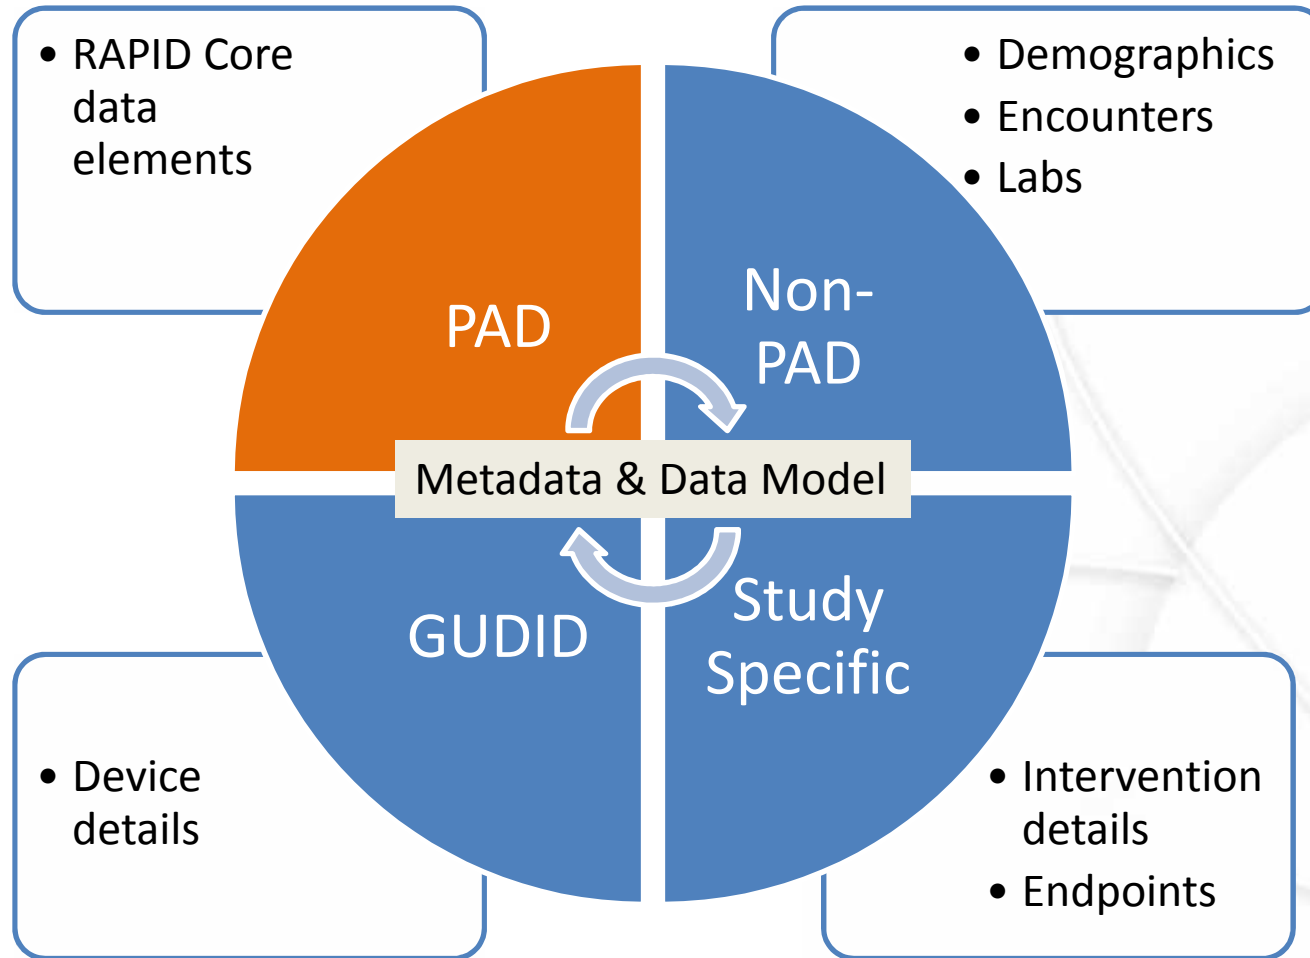 • RAPID Core
data
elements
• Demographics
• Encounters
• Labs
PAD
Non-
PAD
Metadata & Data Model
GUDID
Study
Specific
• Device
details
• Intervention
details
• Endpoints